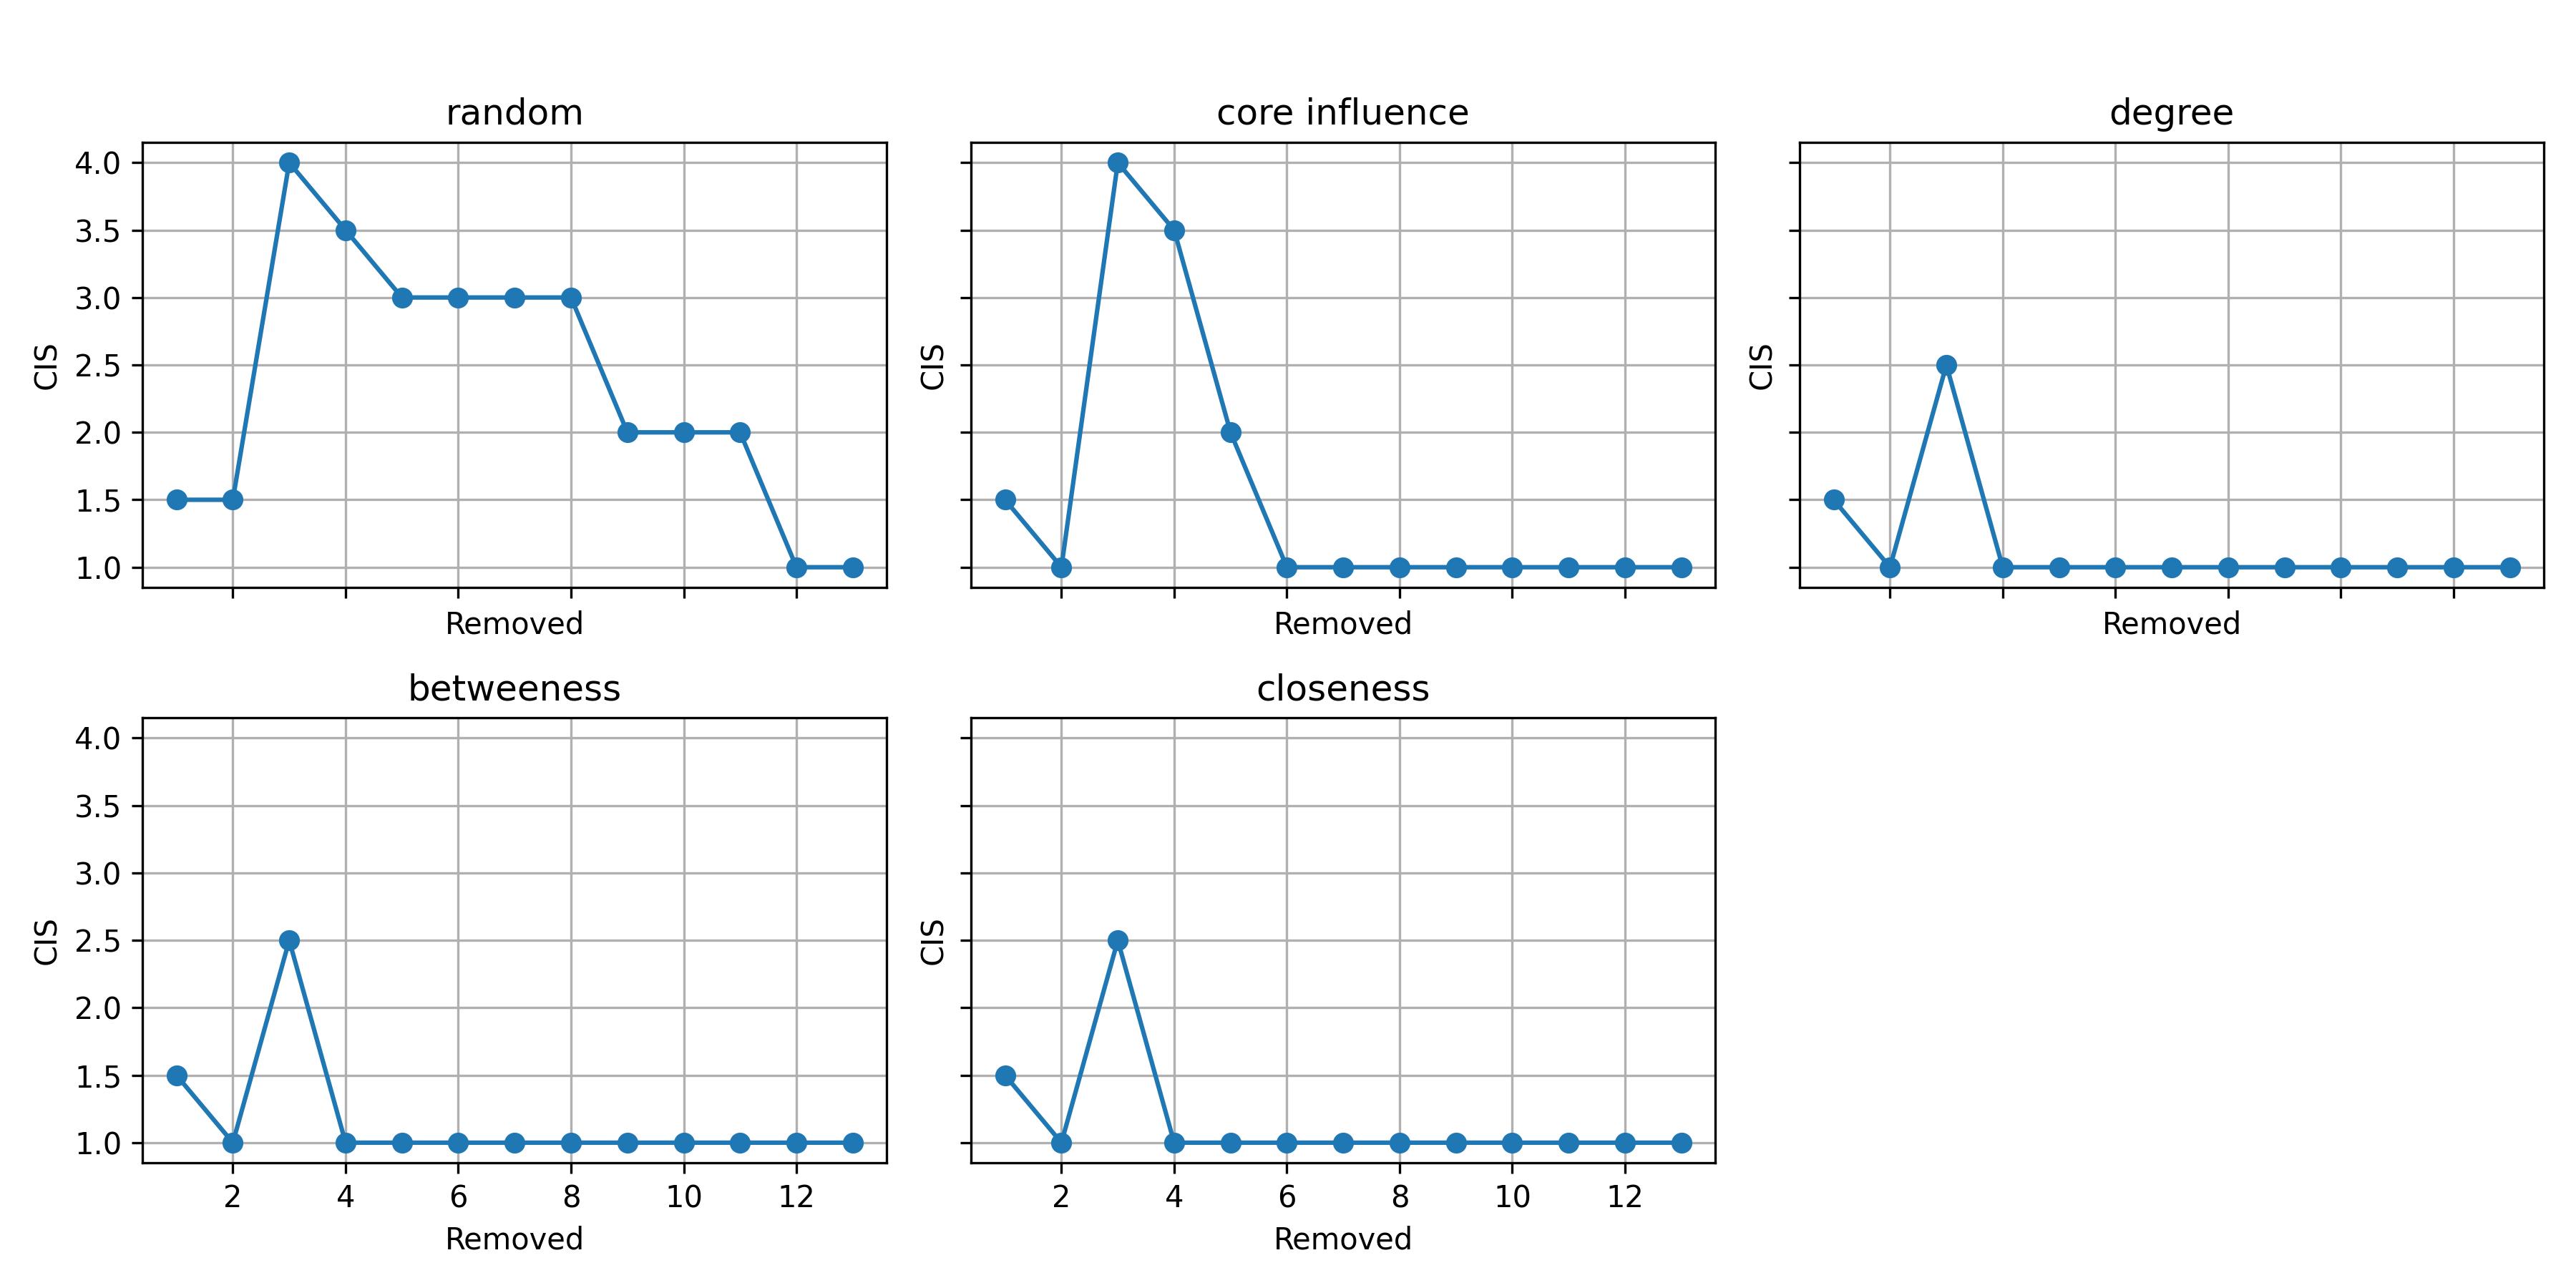 random
core influence
degree
4.0
3.5
3.0
2.5
2.0
1.5
1.0
CIS
CIS
CIS
Removed
Removed
Removed
betweeness
closeness
4.0
3.5
3.0
2.5
2.0
1.5
1.0
CIS
CIS
2 4 6 8 10 12
2 4 6 8 10 12
Removed
Removed